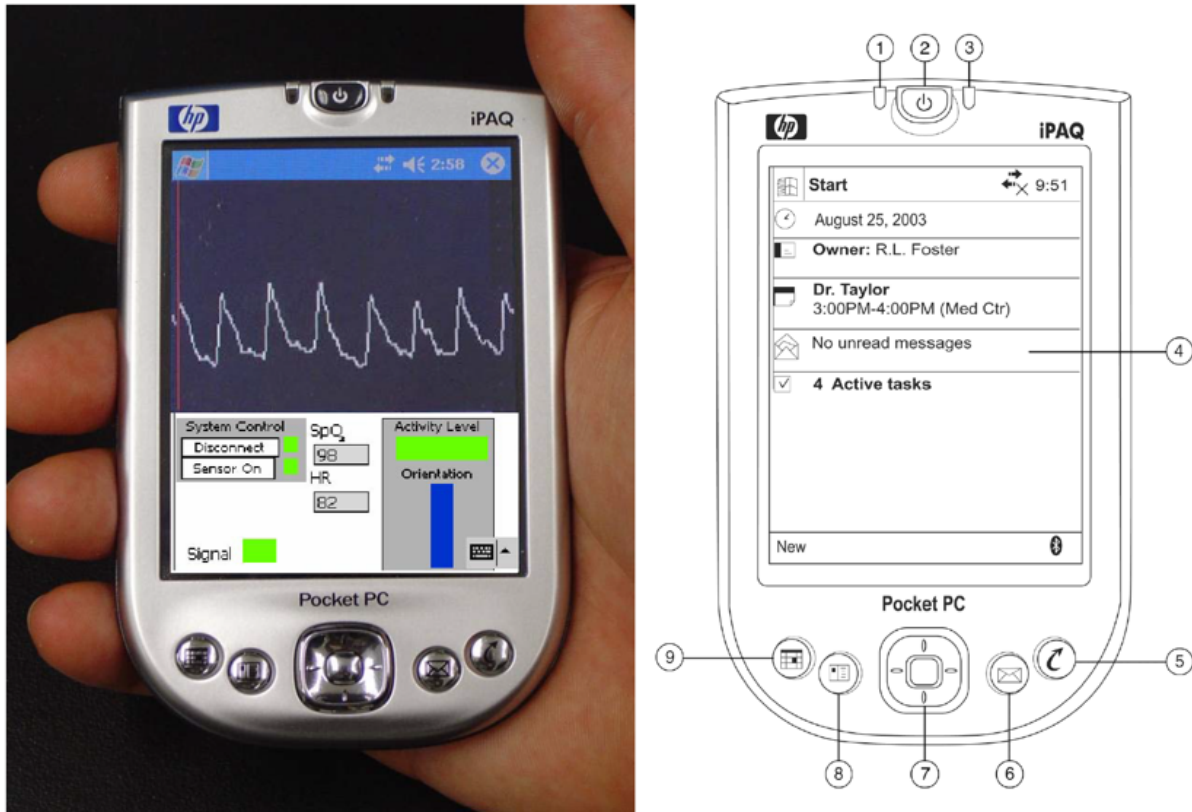 hp
iPAQ
2:58
System Control
Disconnect
Sensor On
SpO2
98
HR
82
Activity Level
Orientation
Signal
Pocket PC
1
2
3
hp
iPAQ
Start
9:51
August 25, 2003
Owner: R.L. Foster
Dr. Taylor
3:00PM-4:00PM (Med Ctr)
No unread messages
4
4 Active tasks
New
Pocket PC
9
5
8
7
6